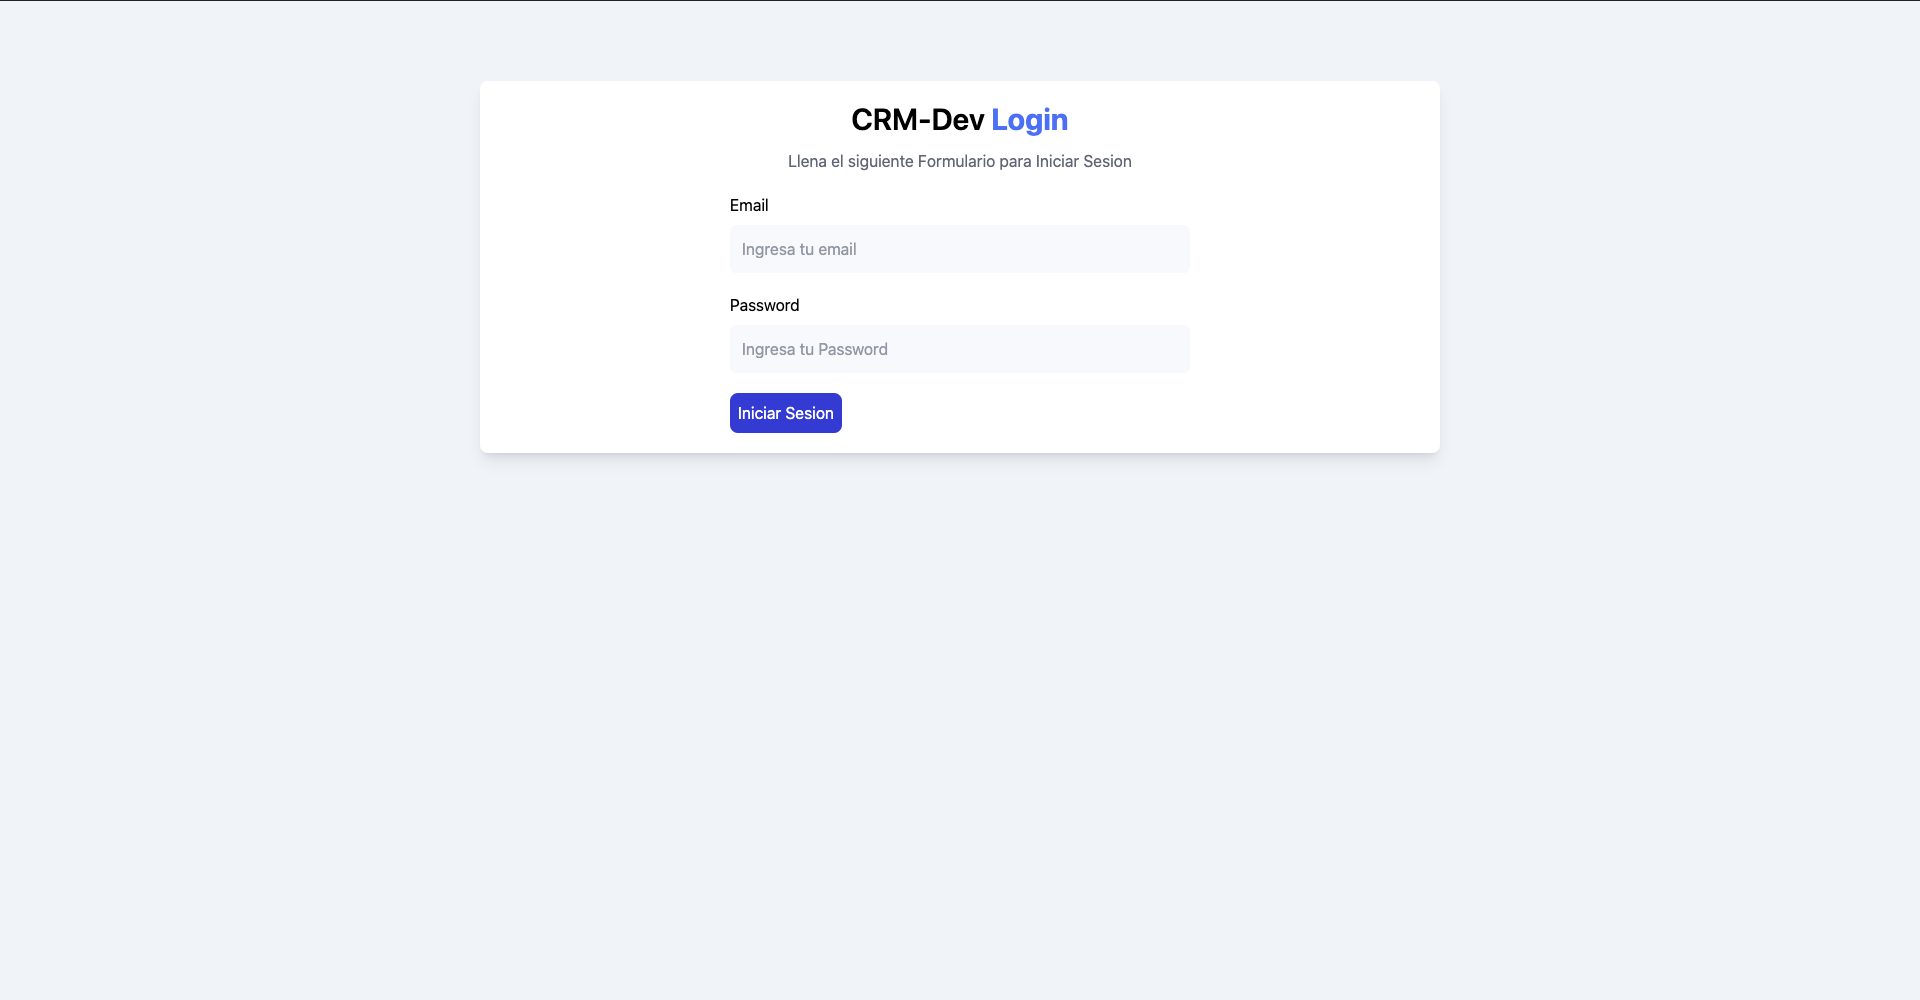 CRM-Dev Login
Llena el siguiente Formulario para Iniciar Sesion
Email
Ingresa tu email
Password
Ingresa tu Password
Iniciar Sesion